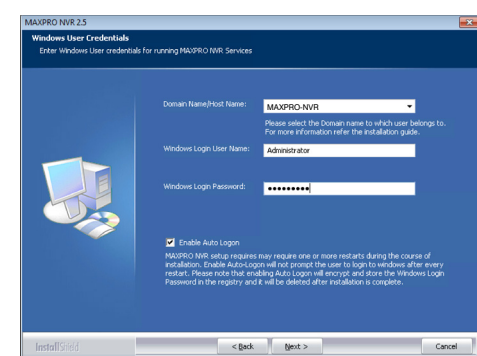 MAXPRO NVR 2.5
Windows User Credentials
Enter Windows User credentials for running MAXPRO NVR Services
Domain Name/Host Name:
MAXPRO-NVR
Please select the Domain name to which user belongs to.
For more information refer the installation guide.
Windows Login User Name:
Administrator
Windows Login Password:
•••••••••
Enable Auto Logon
MAXPRO NVR setup requires may require one or more restarts during the course of
installation. Enable Auto-Logon will not prompt the user to login to windows after every
restart. Please note that enabling Auto Logon will encrypt and store the Windows Login
Password in the registry and it will be deleted after installation is complete.
InstallShield
< Back
Next >
Cancel